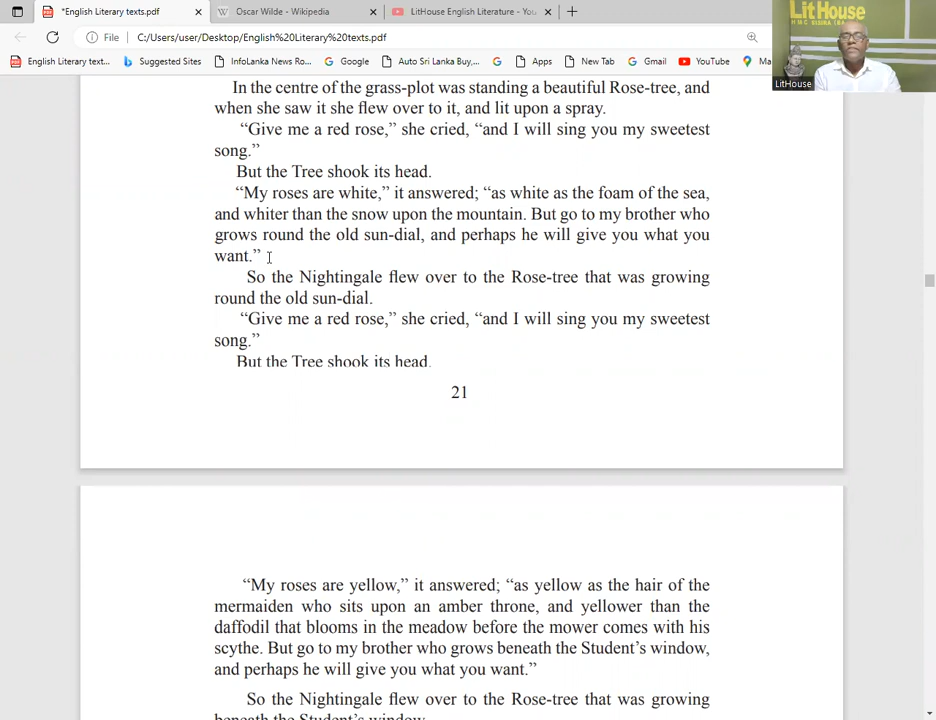 *English Literary texts.pdf
Oscar Wilde - Wikipedia
LitHouse English Literature - You
File
C:/Users/user/Desktop/English%20Literary%20texts.pdf
English Literary text...
Suggested Sites
InfoLanka News Ro...
Google
Auto Sri Lanka Buy,...
Apps
New Tab
Gmail
YouTube
Ma
Lit House
LitHouse
In the centre of the grass-plot was standing a beautiful Rose-tree, and
when she saw it she flew over to it, and lit upon a spray.
“Give me a red rose,” she cried, “and I will sing you my sweetest
song.”
But the Tree shook its head.
“My roses are white,” it answered; “as white as the foam of the sea,
and whiter than the snow upon the mountain. But go to my brother who
grows round the old sun-dial, and perhaps he will give you what you
want.”
So the Nightingale flew over to the Rose-tree that was growing
round the old sun-dial.
“Give me a red rose,” she cried, “and I will sing you my sweetest
song.”
But the Tree shook its head.
21
“My roses are yellow,” it answered; “as yellow as the hair of the
mermaiden who sits upon an amber throne, and yellower than the
daffodil that blooms in the meadow before the mower comes with his
scythe. But go to my brother who grows beneath the Student’s window,
and perhaps he will give you what you want.”
So the Nightingale flew over to the Rose-tree that was growing
beneath the Student’s window.